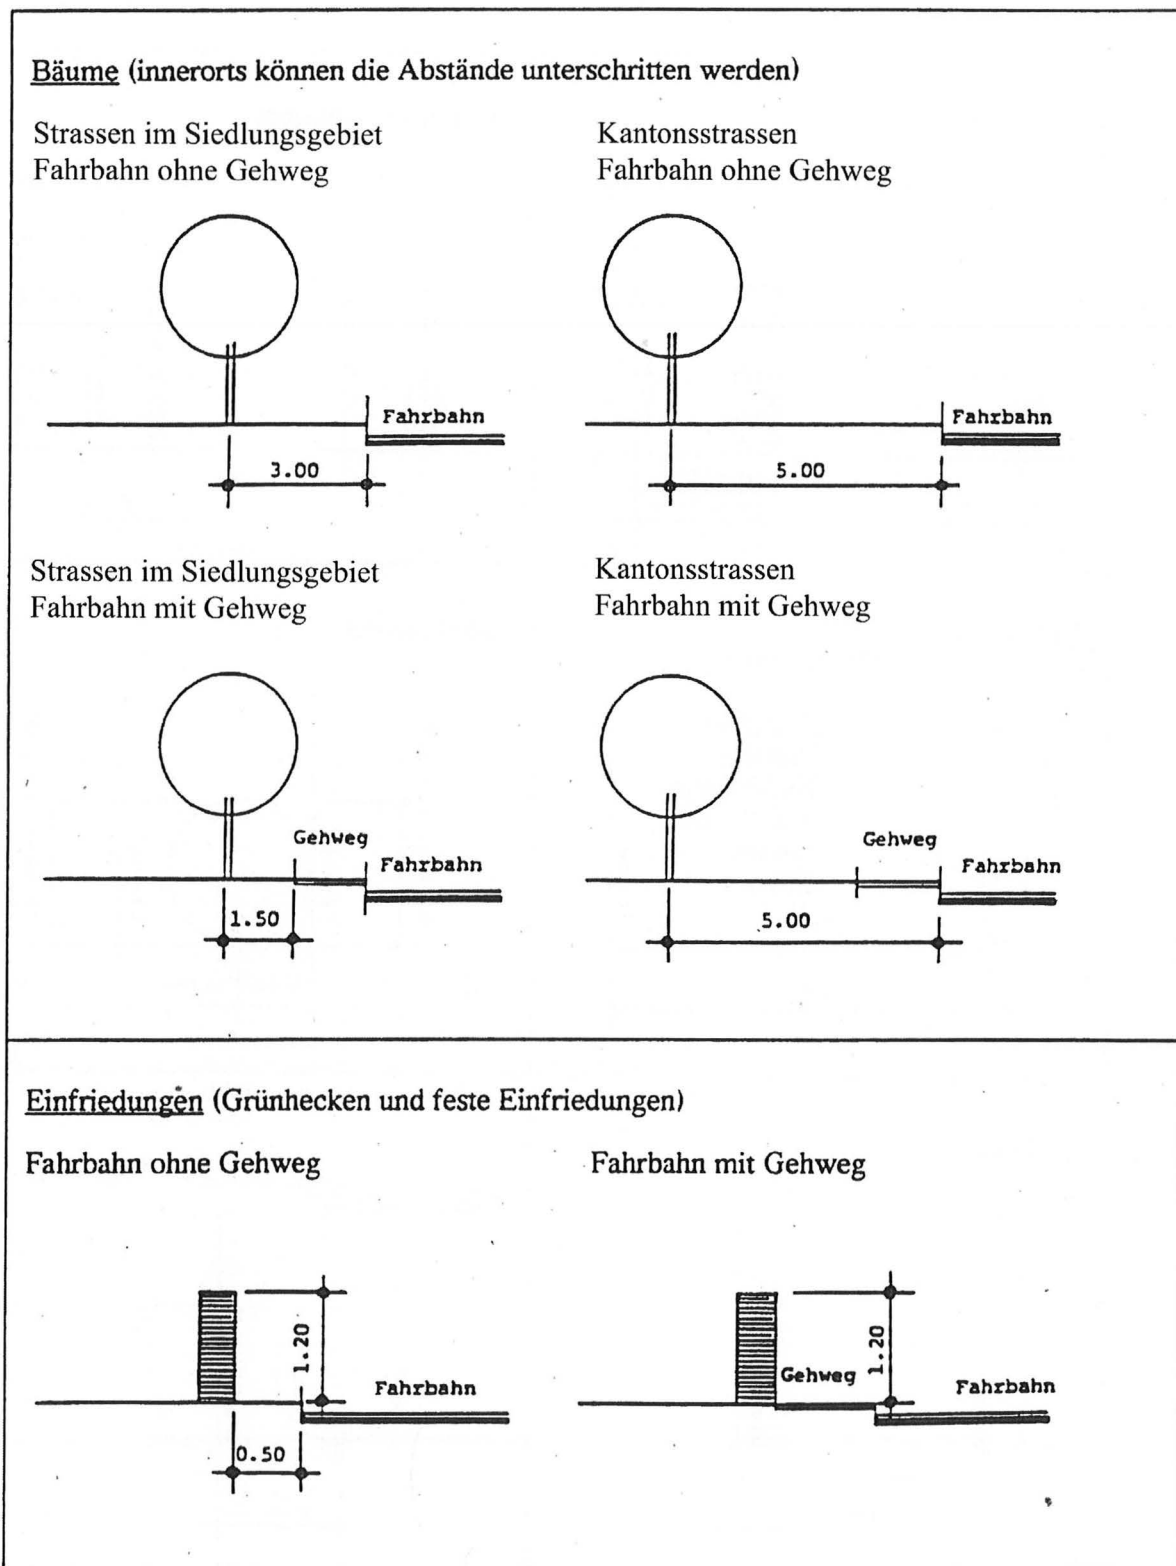 Bäume (innerorts können die Abstände unterschritten werden)
Strassen im Siedlungsgebiet
Fahrbahn ohne Gehweg
Kantonsstrassen
Fahrbahn ohne Gehweg
Fahrbahn
3.00
Fahrbahn
5.00
Strassen im Siedlungsgebiet
Fahrbahn mit Gehweg
Kantonsstrassen
Fahrbahn mit Gehweg
Gehweg
Fahrbahn
1.50
Gehweg
Fahrbahn
5.00
Einfriedungen (Grünhecken und feste Einfriedungen)
Fahrbahn ohne Gehweg
Fahrbahn mit Gehweg
1.20
Fahrbahn
0.50
Gehweg
1.20
Fahrbahn